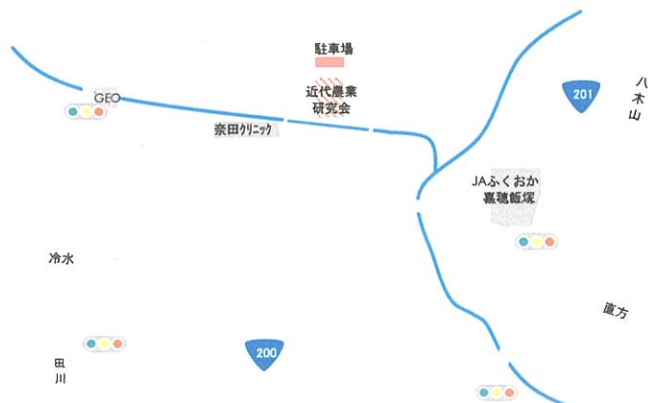 駐車場
近代農業
研究会
GEO
奈田クリニック
201
八木山
JAふくおか
嘉穂飯塚
冷水
直方
田川
200